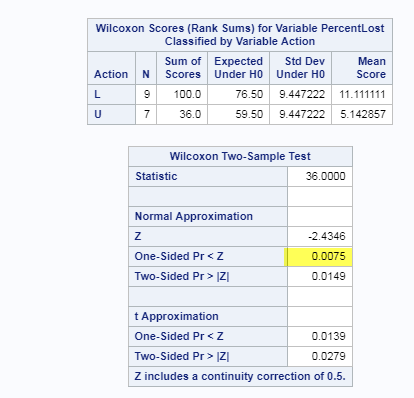 Wilcoxon Scores (Rank Sums) for Variable PercentLost
Classified by Variable Action
Action N Sum of Scores Expected Under H0 Std Dev Under H0 Mean Score
L 9 100.0 76.50 9.447222 11.111111
U 7 36.0 59.50 9.447222 5.142857
Wilcoxon Two-Sample Test
Statistic 36.0000
Normal Approximation
Z -2.4346
One-Sided Pr < Z 0.0075
Two-Sided Pr > |Z| 0.0149
t Approximation
One-Sided Pr < Z 0.0139
Two-Sided Pr > |Z| 0.0279
Z includes a continuity correction of 0.5.